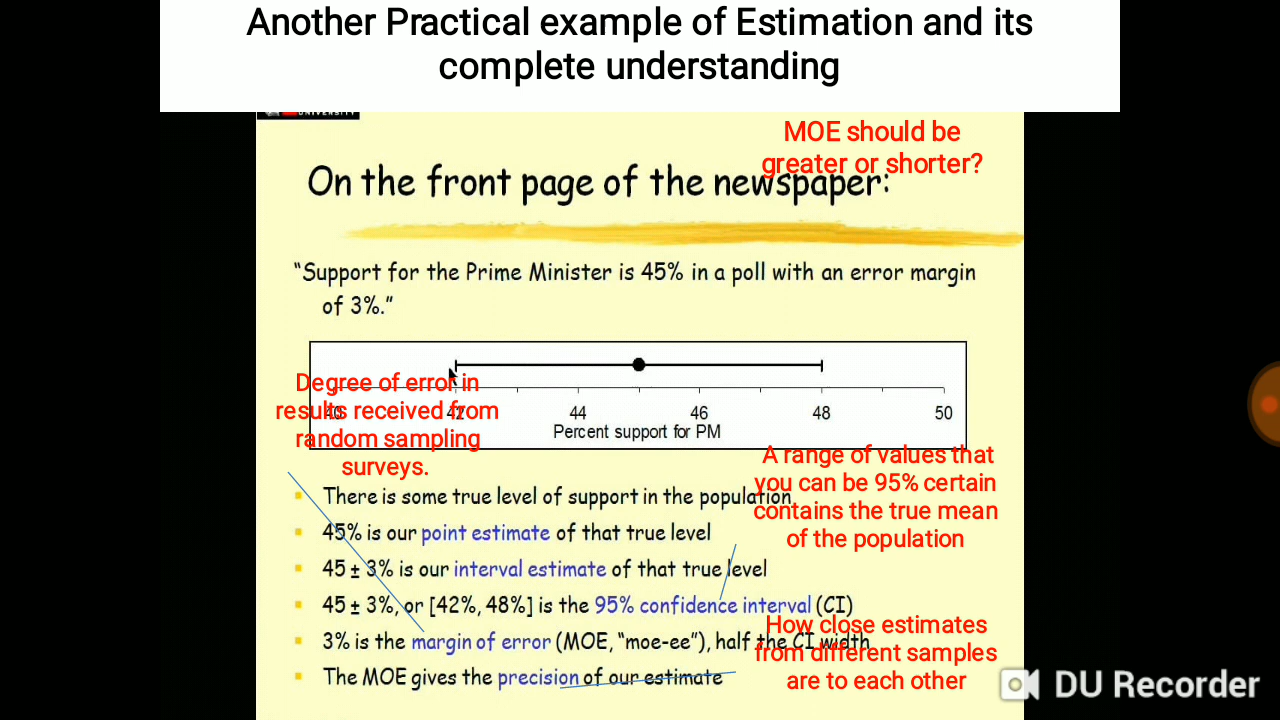 Another Practical example of Estimation and its
complete understanding
UNIVERSITY
MOE should be
greater or shorter?
On the front page of the newspaper:
“Support for the Prime Minister is 45% in a poll with an error margin
of 3%.”
Degree of error in
results received from
random sampling
surveys.
40 42 44 46 48 50
Percent support for PM
A range of values that
you can be 95% certain
contains the true mean
of the population
There is some true level of support in the population
45% is our point estimate of that true level
45 ± 3% is our interval estimate of that true level
45 ± 3%, or [42%, 48%] is the 95% confidence interval (CI)
3% is the margin of error (MOE, “moe-ee”), half the CI width
The MOE gives the precision of our estimate
How close estimates
from different samples
are to each other
DU Recorder